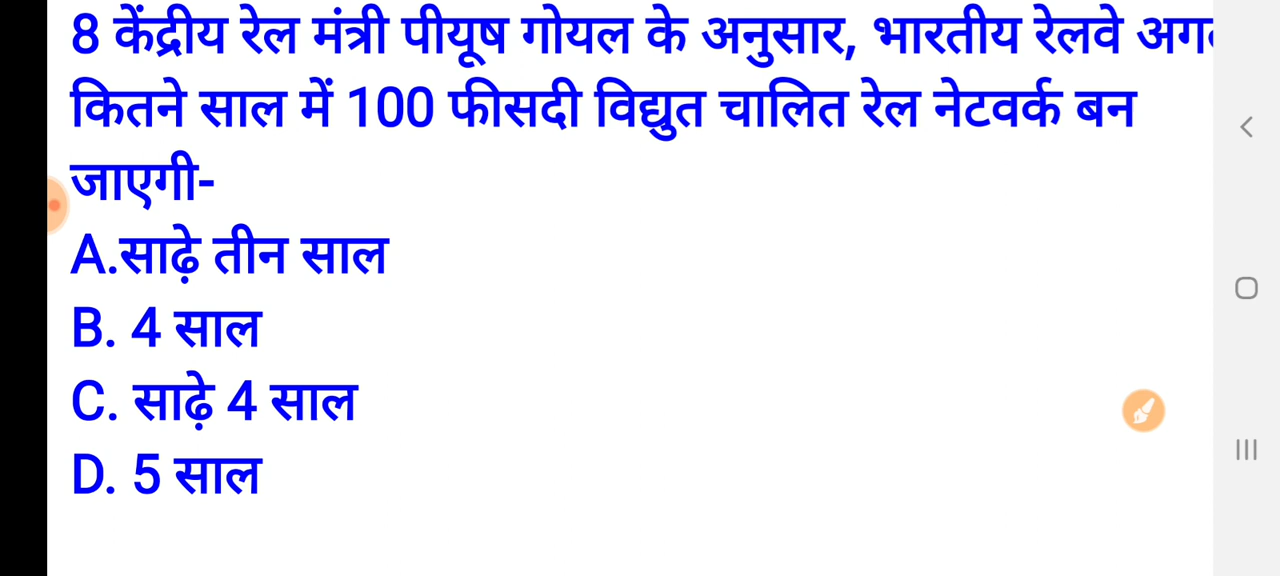 8 केंद्रीय रेल मंत्री पीयूष गोयल के अनुसार, भारतीय रेलवे
कितने साल में 100 फीसदी विद्युत चालित रेल नेटवर्क बन
जाएगी-
A.साढ़े तीन साल
B. 4 साल
C. साढ़े 4 साल
D. 5 साल